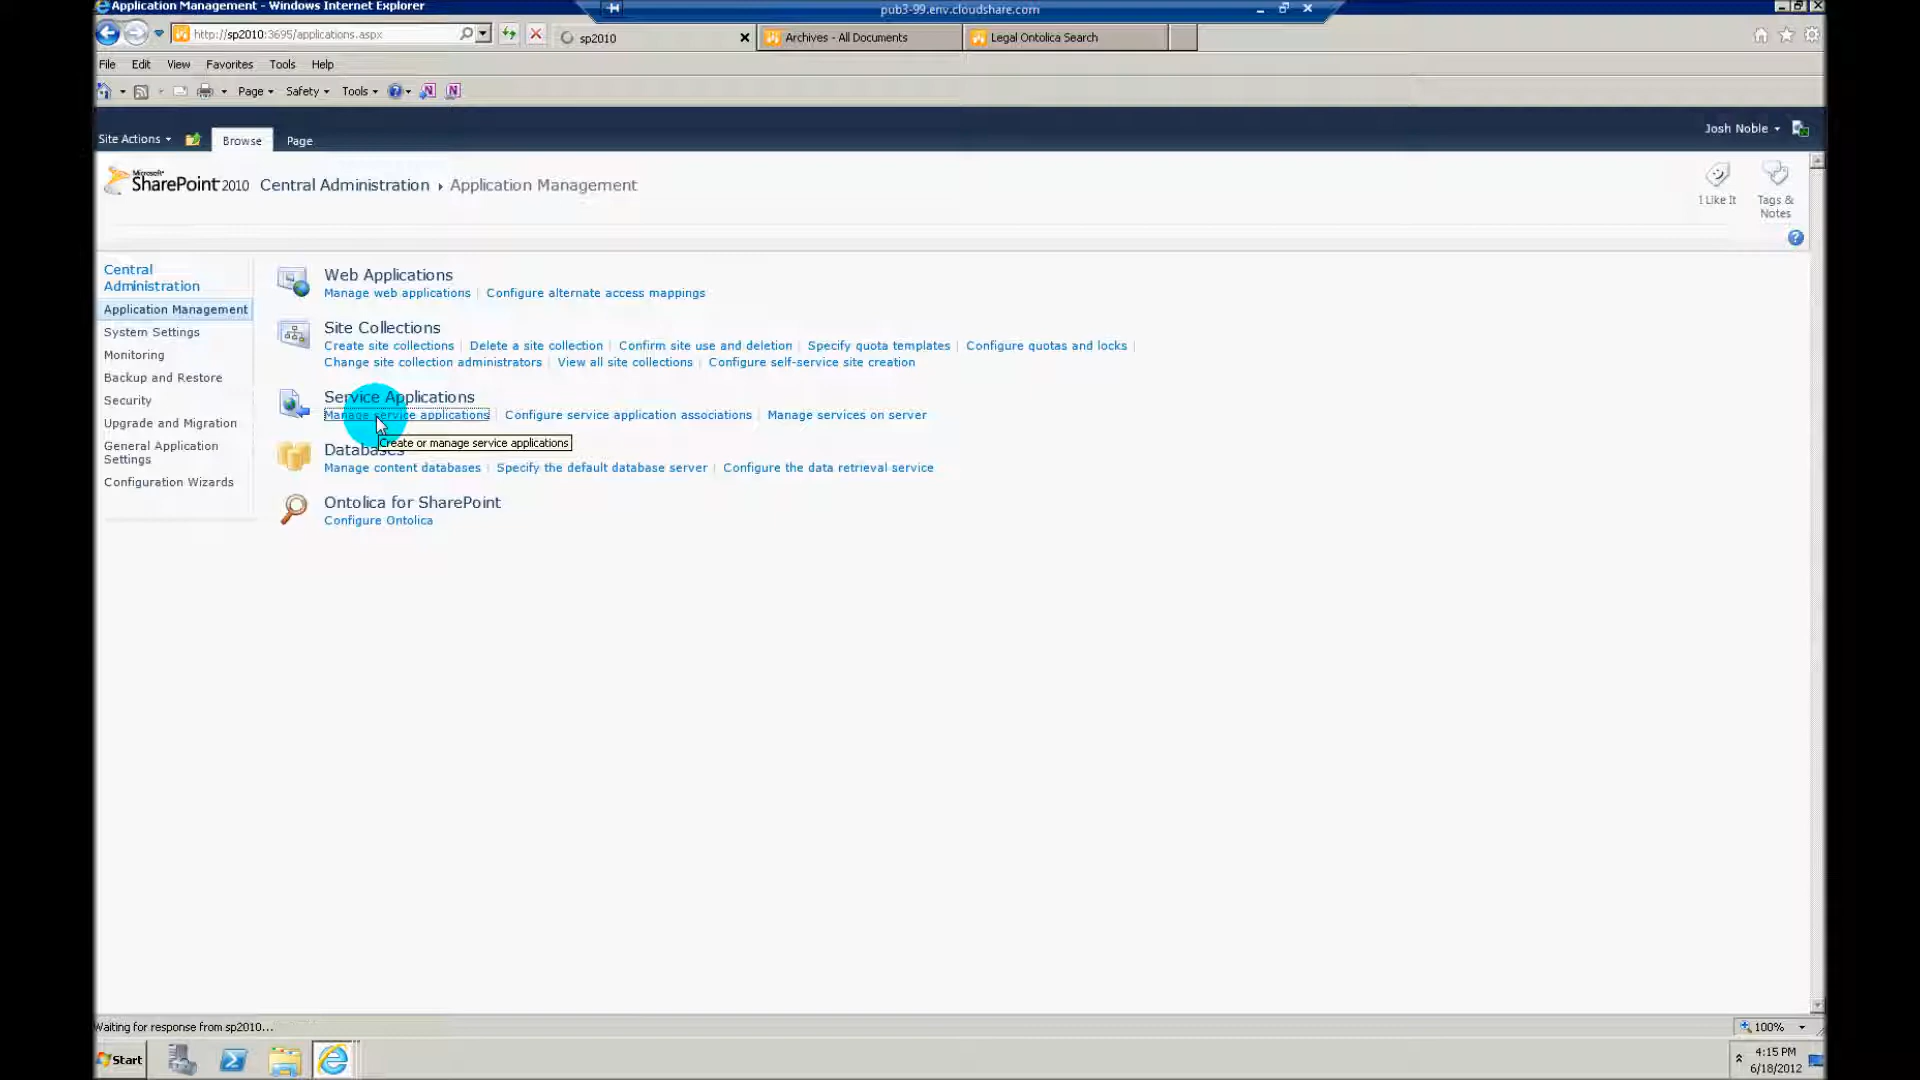 Application Management - Windows Internet Explorer
pub3-99.env.cloudshare.com
http://sp2010:3695/applications.aspx
sp2010
Archives - All Documents
Legal Ontolica Search
File Edit View Favorites Tools Help
Page Safety Tools
Site Actions Browse Page
Josh Noble
Microsoft
SharePoint 2010 Central Administration Application Management
I Like It
Tags &
Notes
Central
Administration
Application Management
System Settings
Monitoring
Backup and Restore
Security
Upgrade and Migration
General Application
Settings
Configuration Wizards
Web Applications
Manage web applications | Configure alternate access mappings
Site Collections
Create site collections | Delete a site collection | Confirm site use and deletion | Specify quota templates | Configure quotas and locks |
Change site collection administrators | View all site collections | Configure self-service site creation
Service Applications
Manage service applications | Configure service application associations | Manage services on server
Create or manage service applications
Databases
Manage content databases | Specify the default database server | Configure the data retrieval service
Ontolica for SharePoint
Configure Ontolica
Waiting for response from sp2010...
100%
Start
4:15 PM
6/18/2012